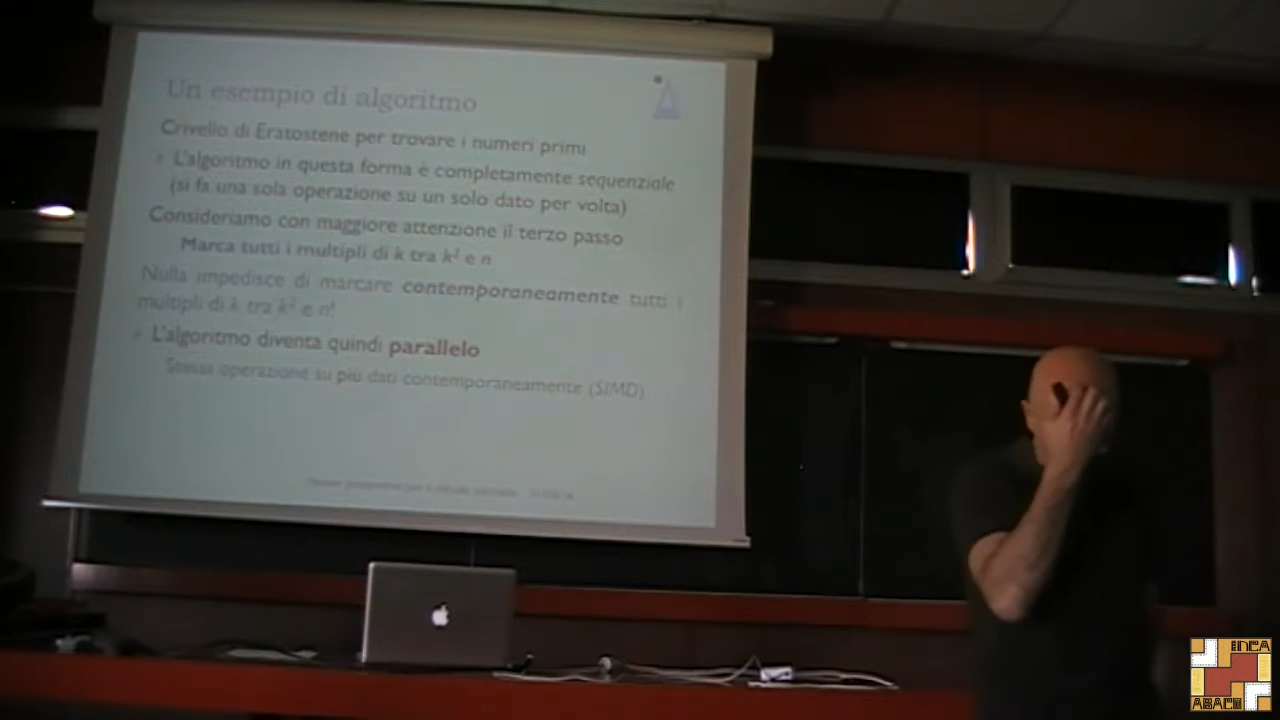 Un esempio di algoritmo
Crivello di Eratostene per trovare i numeri primi
L'algoritmo in questa forma è completamente sequenziale
(si fa una sola operazione su un solo dato per volta)
Consideriamo con maggiore attenzione il terzo passo
Marca tutti i multipli di k tra k² e n
Nulla impedisce di marcare contemporaneamente tutti i
multipli di k tra k² e n!
L'algoritmo diventa quindi parallelo
Stessa operazione su più dati contemporaneamente (SIMD)
INCA
ABACO